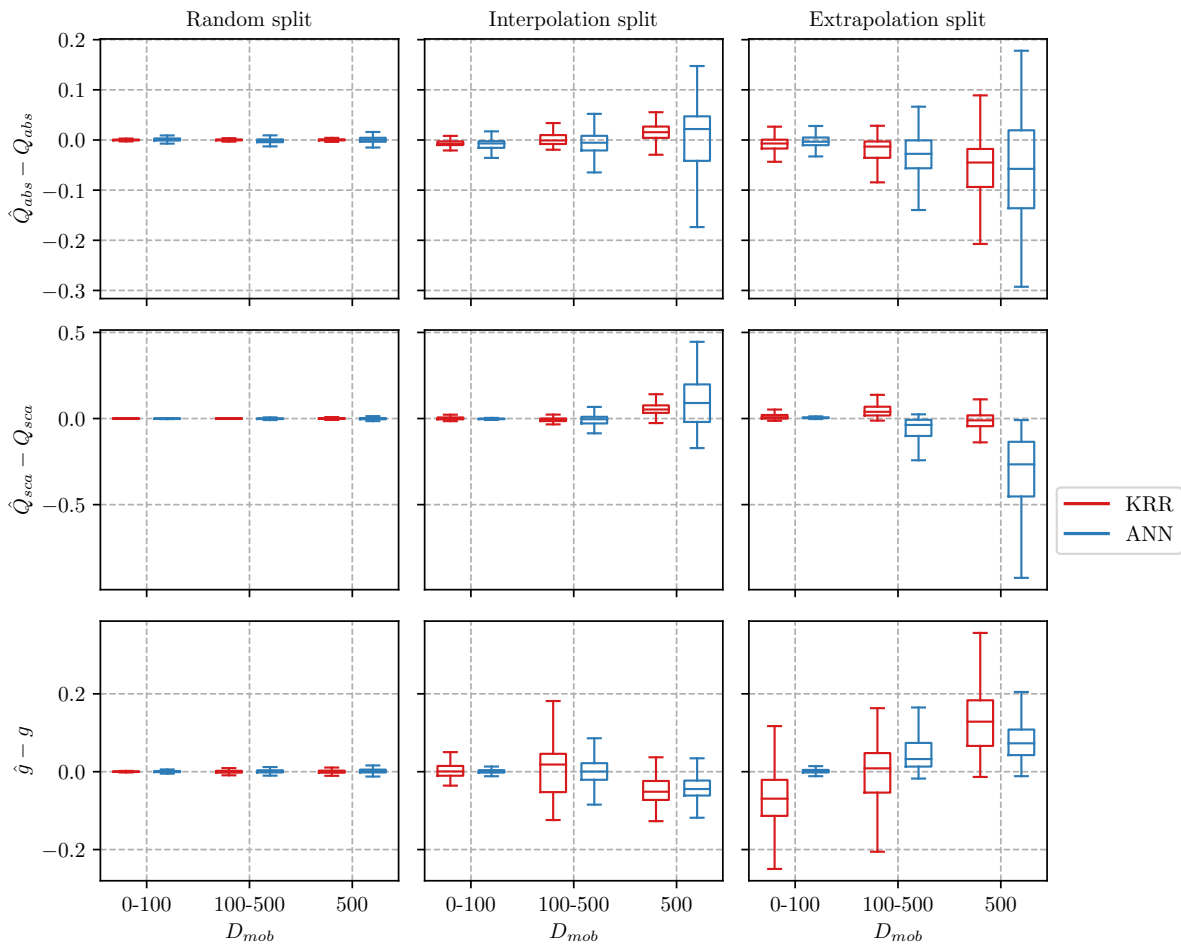 Random split Interpolation split Extrapolation split
0.2
0.1
0.0
−0.1
−0.2
−0.3
Q̂abs − Qabs
0.5
0.0
−0.5
Q̂sca − Qsca
KRR
ANN
0.2
0.0
−0.2
ĝ − g
0-100 100-500 500 0-100 100-500 500 0-100 100-500 500
Dmob Dmob Dmob